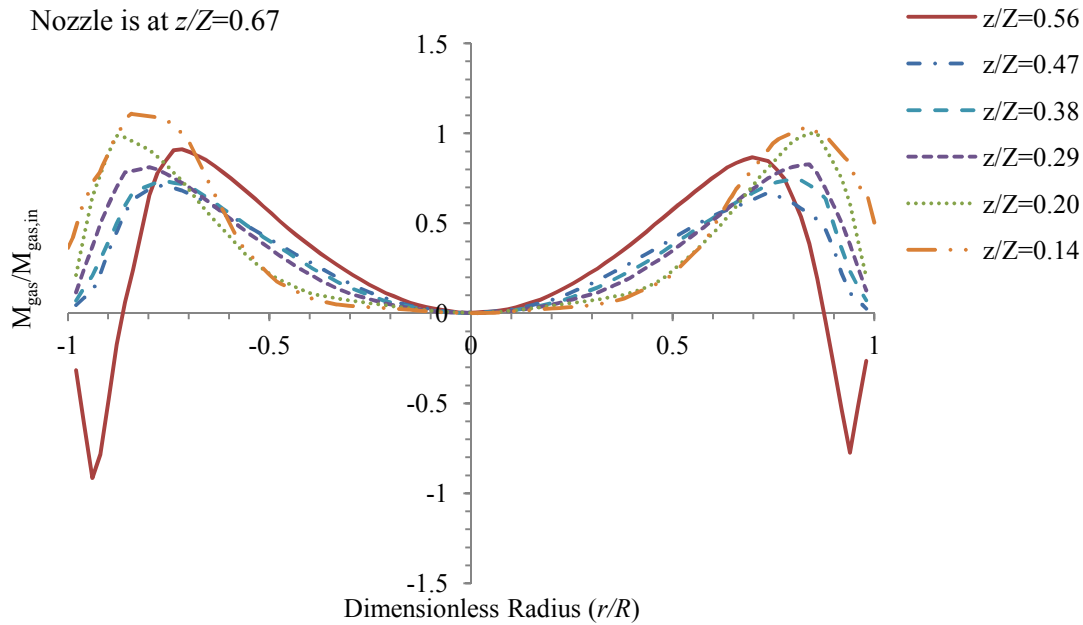 Nozzle is at z/Z=0.67
z/Z=0.56
z/Z=0.47
z/Z=0.38
z/Z=0.29
z/Z=0.20
z/Z=0.14
1.5
1
0.5
0
-0.5
-1
-1.5
-1
-0.5
0
0.5
1
M_gas/M_gas,in
Dimensionless Radius (r/R)